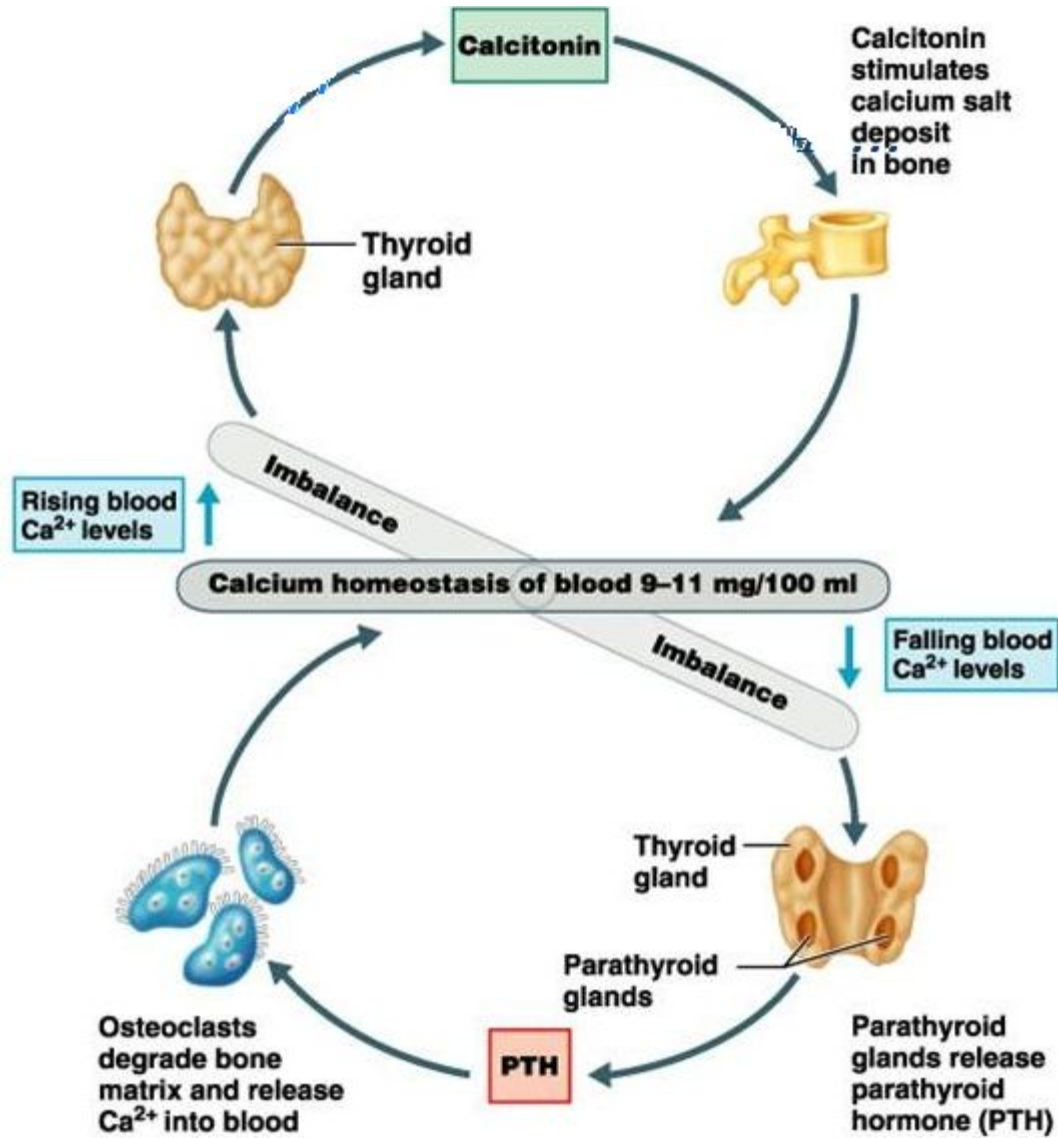 Calcitonin
Calcitonin
stimulates
calcium salt
deposit
in bone
Thyroid
gland
Imbalance
Rising blood
Ca²⁺ levels
Calcium homeostasis of blood 9–11 mg/100 ml
Imbalance
Falling blood
Ca²⁺ levels
Thyroid
gland
Parathyroid
glands
Osteoclasts
degrade bone
matrix and release
Ca²⁺ into blood
PTH
Parathyroid
glands release
parathyroid
hormone (PTH)